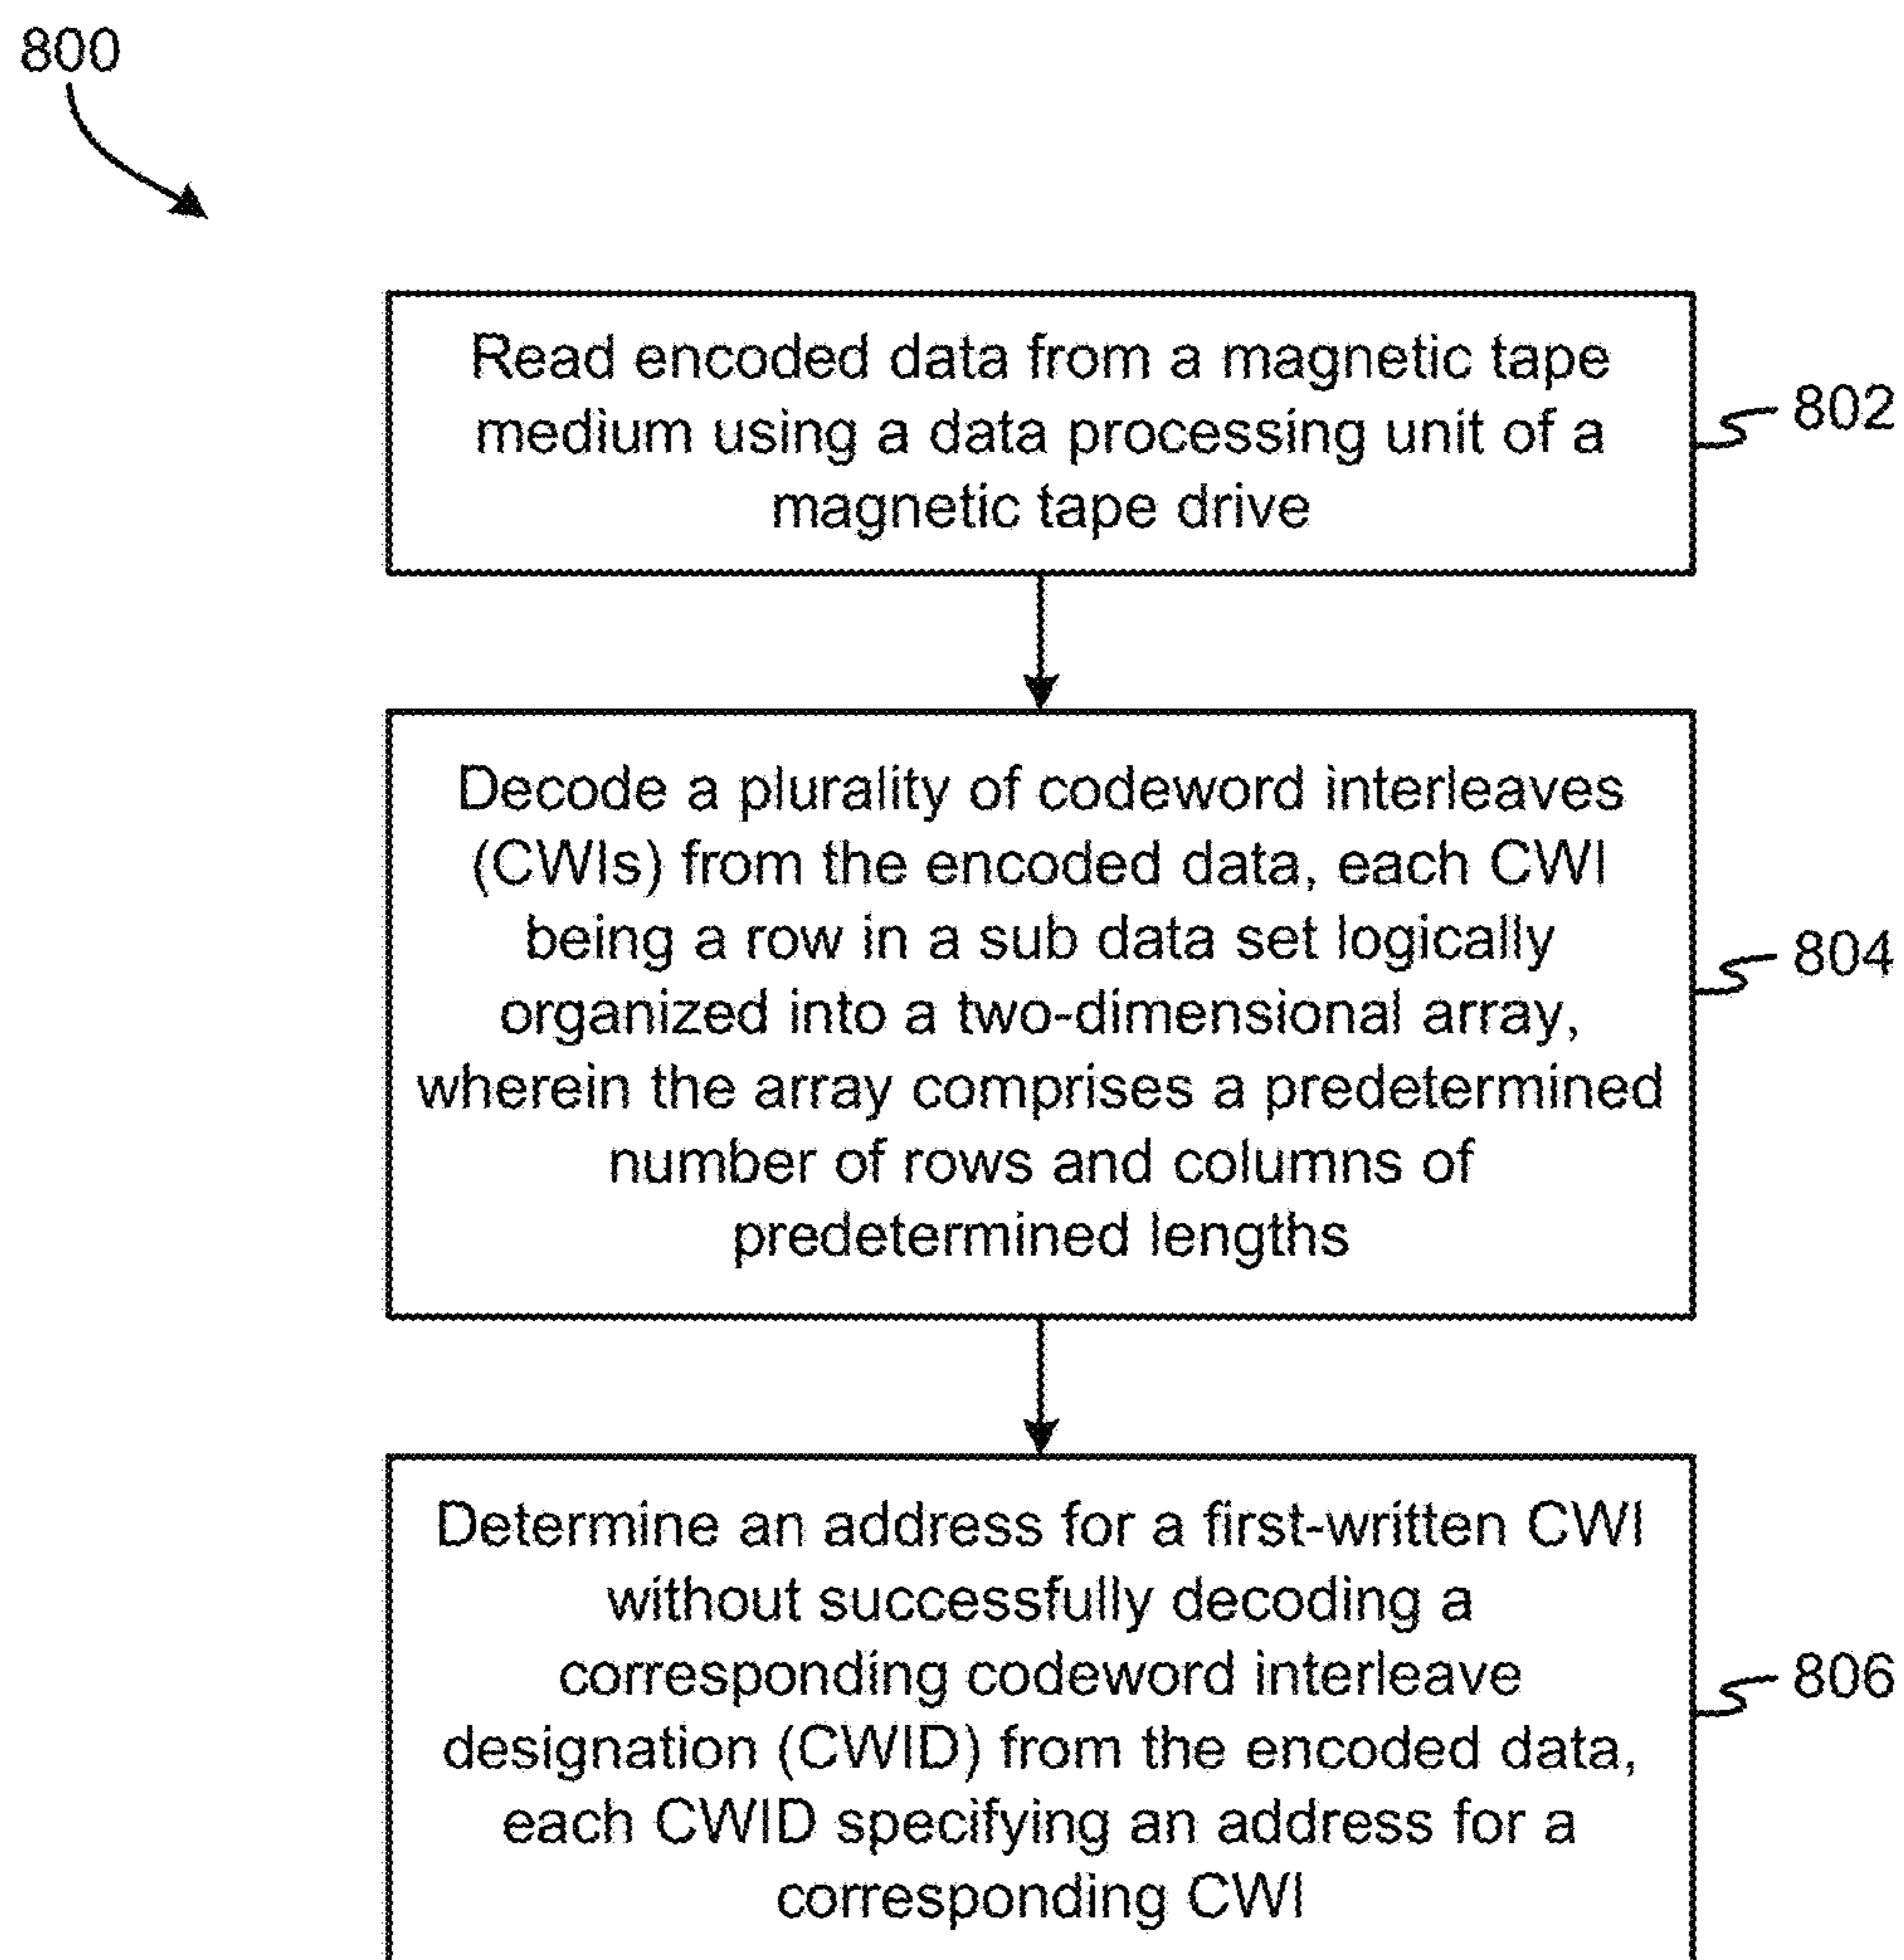 800
Read encoded data from a magnetic tape
medium using a data processing unit of a
magnetic tape drive
802
Decode a plurality of codeword interleaves
(CWIs) from the encoded data, each CWI
being a row in a sub data set logically
organized into a two-dimensional array,
wherein the array comprises a predetermined
number of rows and columns of
predetermined lengths
804
Determine an address for a first-written CWI
without successfully decoding a
corresponding codeword interleave
designation (CWID) from the encoded data,
each CWID specifying an address for a
corresponding CWI
806